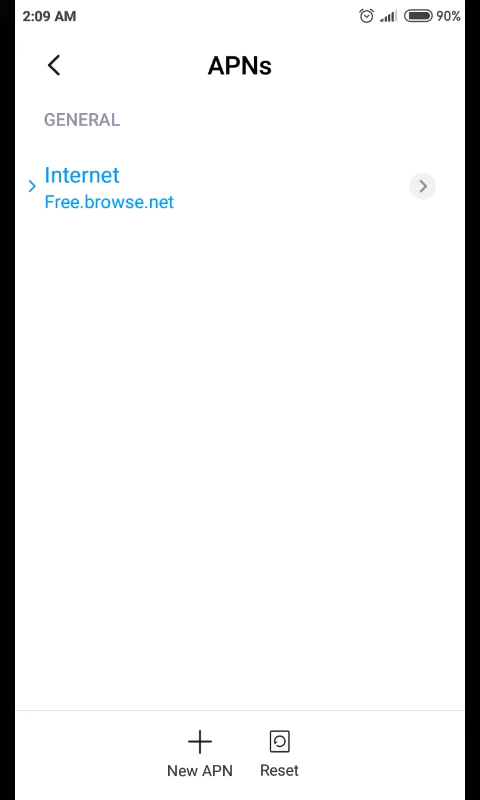 2:09 AM 90%
APNs
GENERAL
Internet
Free.browse.net
New APN Reset